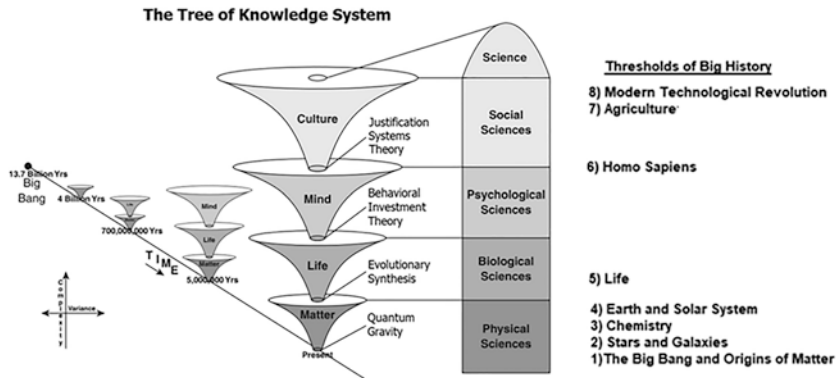 The Tree of Knowledge System
Science
Thresholds of Big History
8) Modern Technological Revolution
7) Agriculture
Culture
Justification
Systems
Theory
Social
Sciences
13.7 Billion Yrs
Big
Bang
4 Billion Yrs
700,000,000 Yrs
Mind
Life
Matter
5,000,000 Yrs
TIME
Mind
Behavioral
Investment
Theory
Psychological
Sciences
6) Homo Sapiens
Life
Evolutionary
Synthesis
Biological
Sciences
5) Life
Complexity
Variance
Matter
Quantum
Gravity
Present
Physical
Sciences
4) Earth and Solar System
3) Chemistry
2) Stars and Galaxies
1)The Big Bang and Origins of Matter